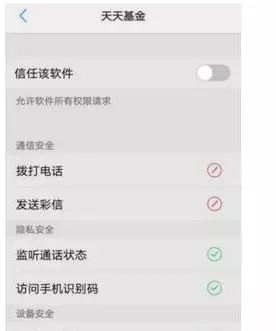 天天基金
信任该软件
允许软件所有权限请求
通信安全
拨打电话
发送彩信
隐私安全
监听通话状态
访问手机识别码
设备安全